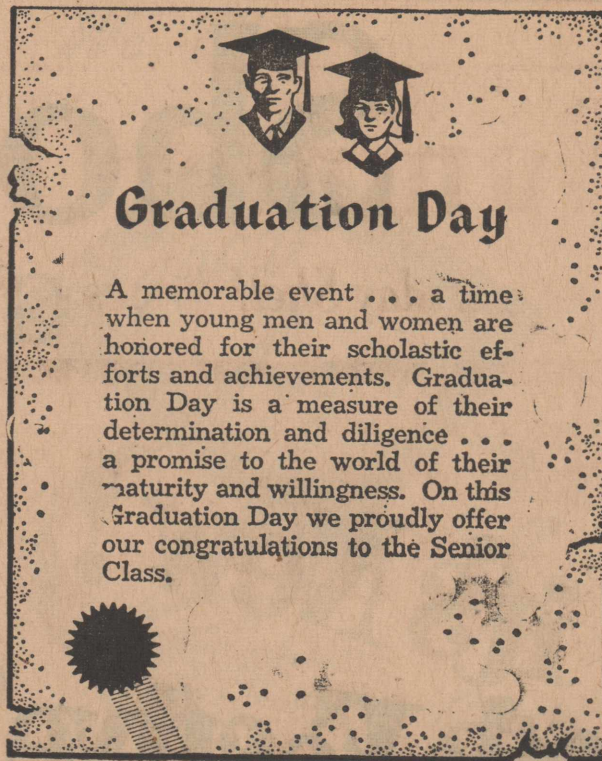 Graduation Day
A memorable event . . . a time
when young men and women are
honored for their scholastic ef-
forts and achievements. Gradua-
tion Day is a measure of their
determination and diligence . . .
a promise to the world of their
maturity and willingness. On this
Graduation Day we proudly offer
our congratulations to the Senior
Class.